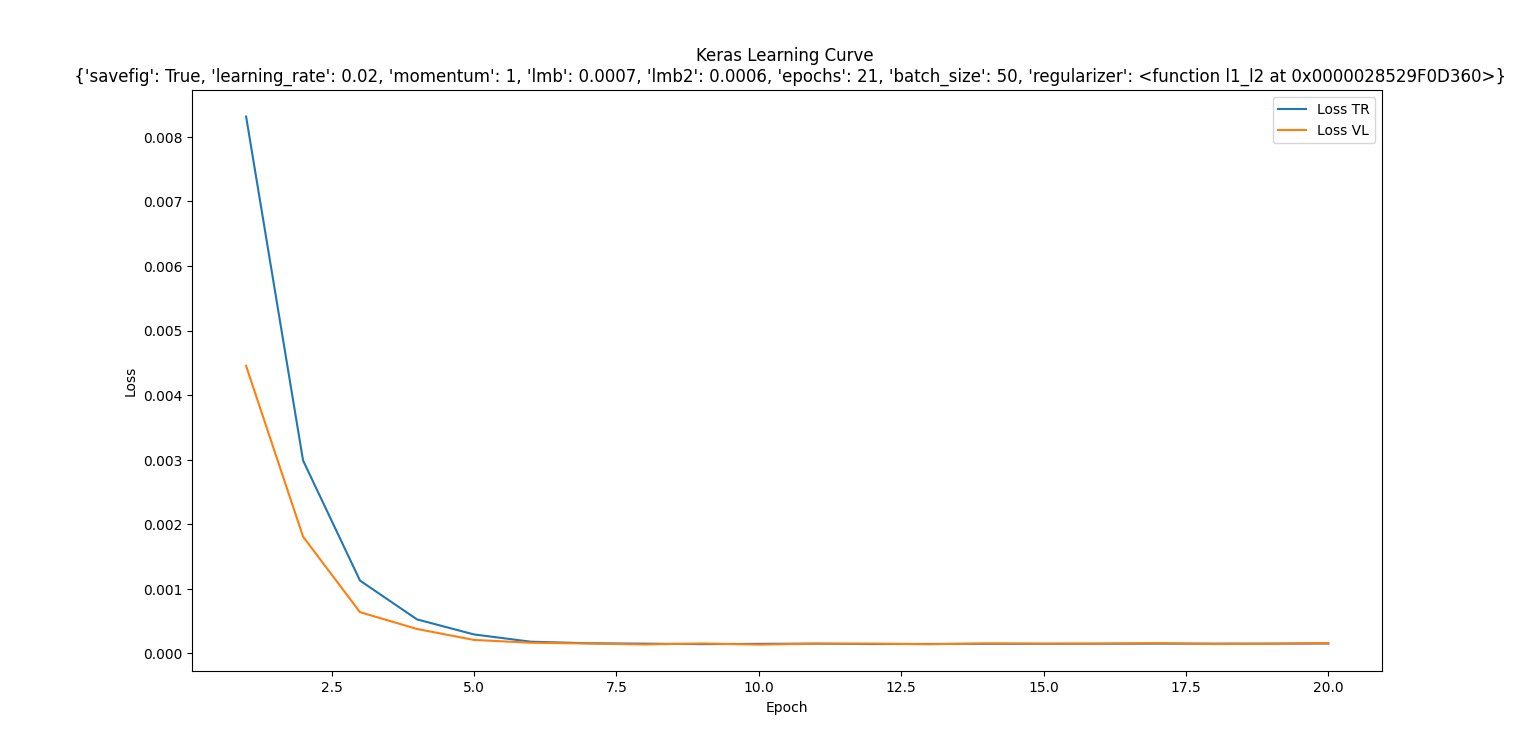 Keras Learning Curve
{'savefig': True, 'learning_rate': 0.02, 'momentum': 1, 'lmb': 0.0007, 'lmb2': 0.0006, 'epochs': 21, 'batch_size': 50, 'regularizer': <function l1_l2 at 0x0000028529F0D360>}
Loss TR
Loss VL
0.008
0.007
0.006
0.005
0.004
0.003
0.002
0.001
0.000
Loss
2.5 5.0 7.5 10.0 12.5 15.0 17.5 20.0
Epoch